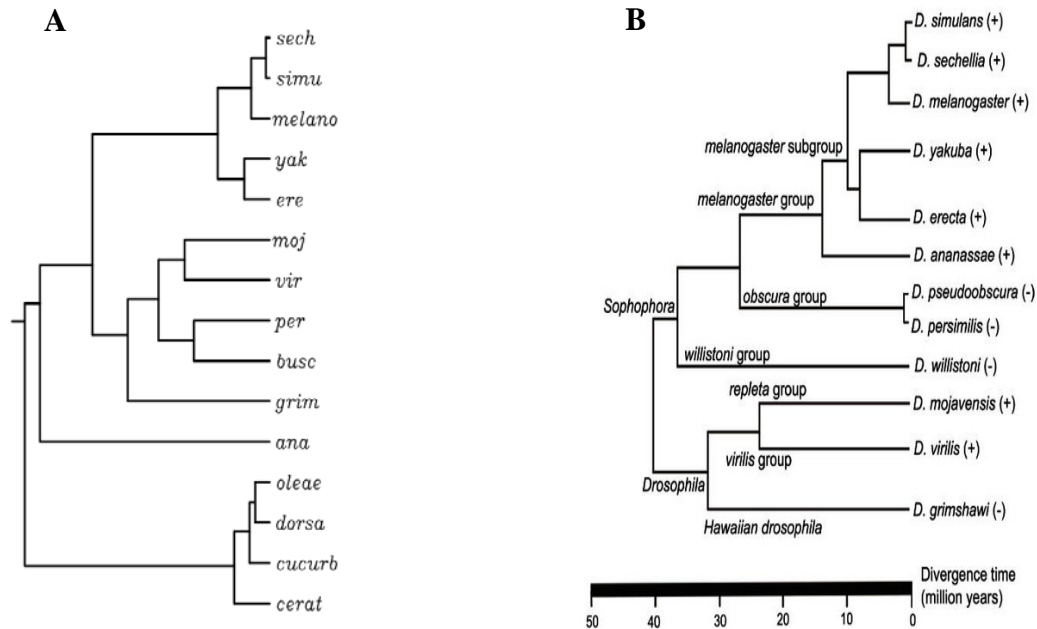 A
sech
simu
melano
yak
ere
moj
vir
per
busc
grim
ana
oleae
dorsa
cucurb
cerat
B
D. simulans (+)
D. sechellia (+)
D. melanogaster (+)
melanogaster subgroup
D. yakuba (+)
melanogaster group
D. erecta (+)
D. ananassae (+)
obscura group
D. pseudoobscura (-)
Sophophora
D. persimilis (-)
willistoni group
D. willistoni (-)
repleta group
D. mojavensis (+)
virilis group
D. virilis (+)
Drosophila
D. grimshawi (-)
Hawaiian drosophila
Divergence time
(million years)
50 40 30 20 10 0